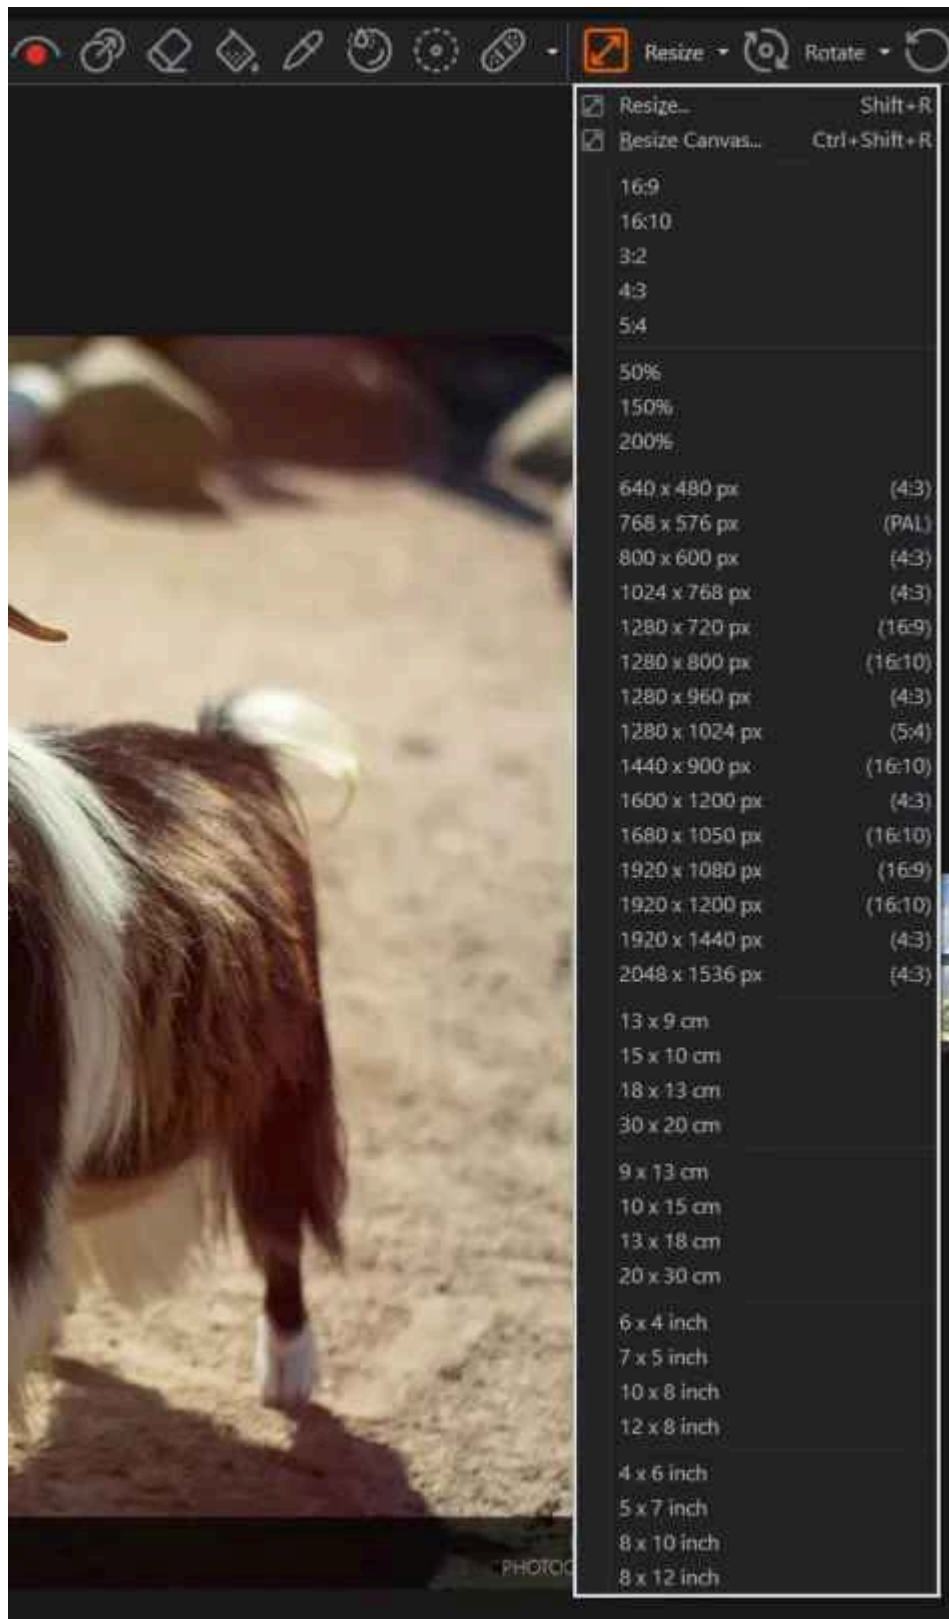 Resize Rotate
Resize... Shift+R
Resize Canvas... Ctrl+Shift+R
16:9
16:10
3:2
4:3
5:4
50%
150%
200%
640 x 480 px (4:3)
768 x 576 px (PAL)
800 x 600 px (4:3)
1024 x 768 px (4:3)
1280 x 720 px (16:9)
1280 x 800 px (16:10)
1280 x 960 px (4:3)
1280 x 1024 px (5:4)
1440 x 900 px (16:10)
1600 x 1200 px (4:3)
1680 x 1050 px (16:10)
1920 x 1080 px (16:9)
1920 x 1200 px (16:10)
1920 x 1440 px (4:3)
2048 x 1536 px (4:3)
13 x 9 cm
15 x 10 cm
18 x 13 cm
30 x 20 cm
9 x 13 cm
10 x 15 cm
13 x 18 cm
20 x 30 cm
6 x 4 inch
7 x 5 inch
10 x 8 inch
12 x 8 inch
4 x 6 inch
5 x 7 inch
8 x 10 inch
PHOTO
8 x 12 inch